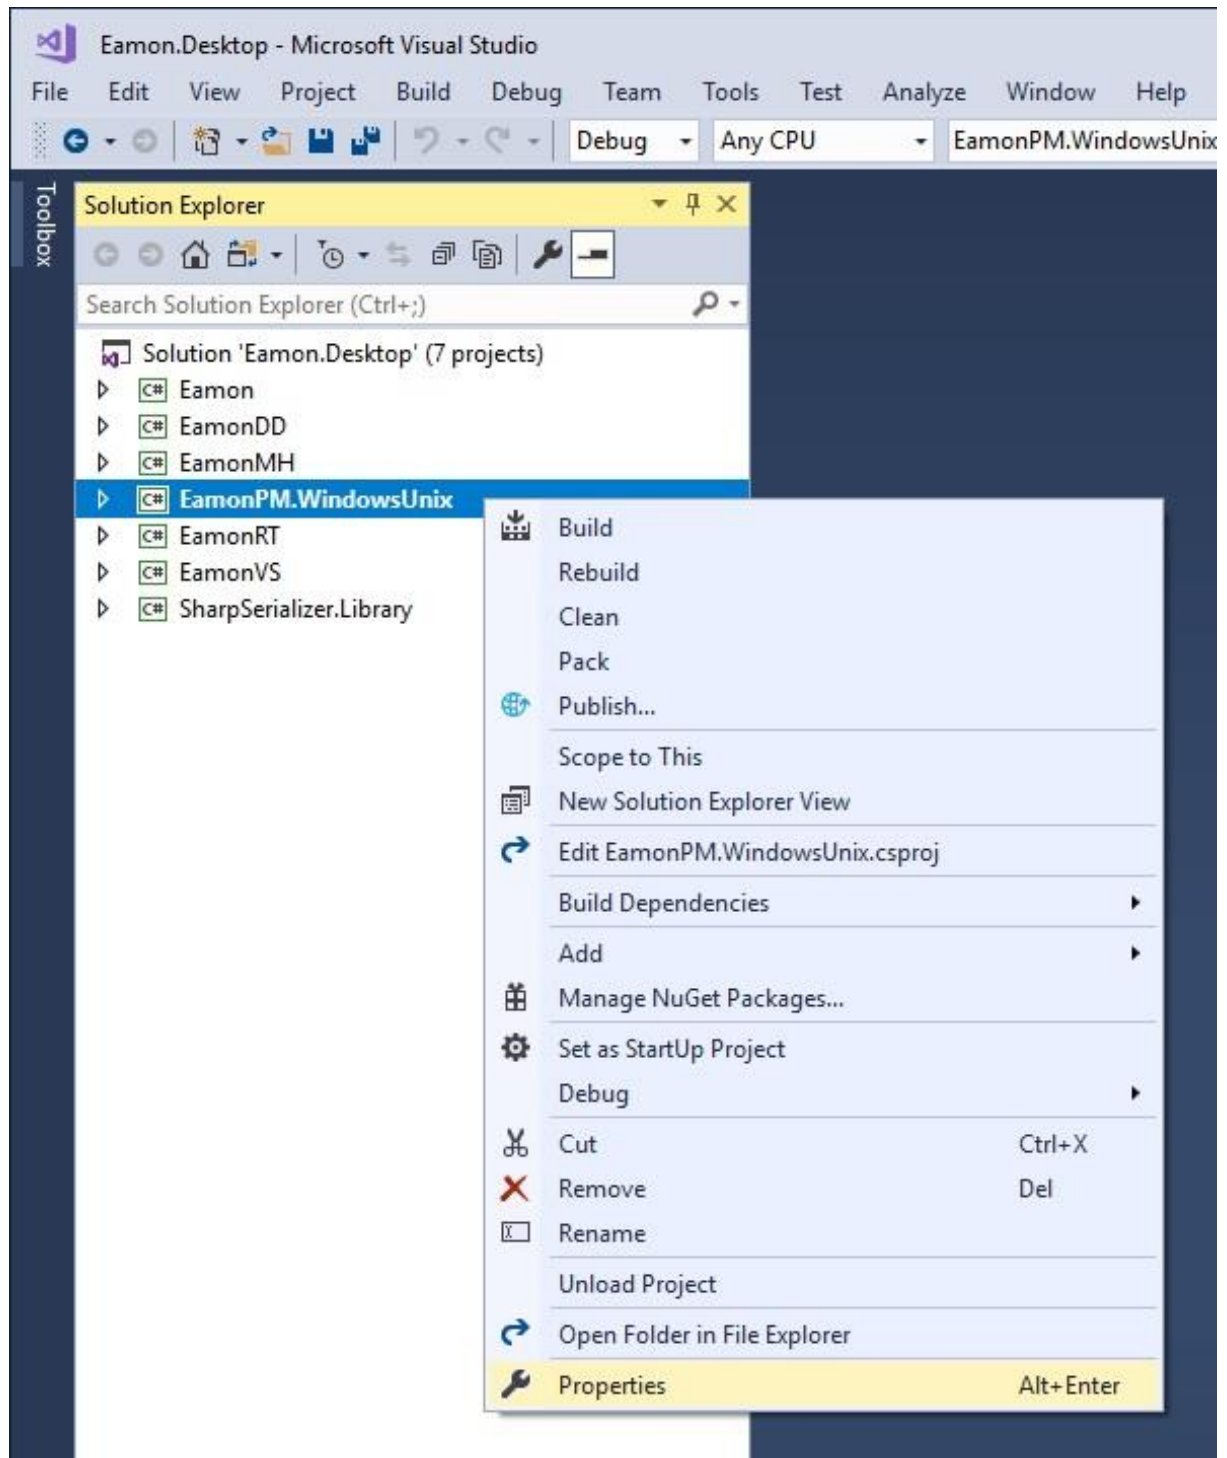 Eamon.Desktop - Microsoft Visual Studio
File Edit View Project Build Debug Team Tools Test Analyze Window Help
Debug Any CPU EamonPM.WindowsUnix
Toolbox
Solution Explorer
Search Solution Explorer (Ctrl+;)
Solution 'Eamon.Desktop' (7 projects)
C# Eamon
C# EamonDD
C# EamonMH
C# EamonPM.WindowsUnix
C# EamonRT
C# EamonVS
C# SharpSerializer.Library
Build
Rebuild
Clean
Pack
Publish...
Scope to This
New Solution Explorer View
Edit EamonPM.WindowsUnix.csproj
Build Dependencies
Add
Manage NuGet Packages...
Set as StartUp Project
Debug
Cut Ctrl+X
Remove Del
Rename
Unload Project
Open Folder in File Explorer
Properties Alt+Enter